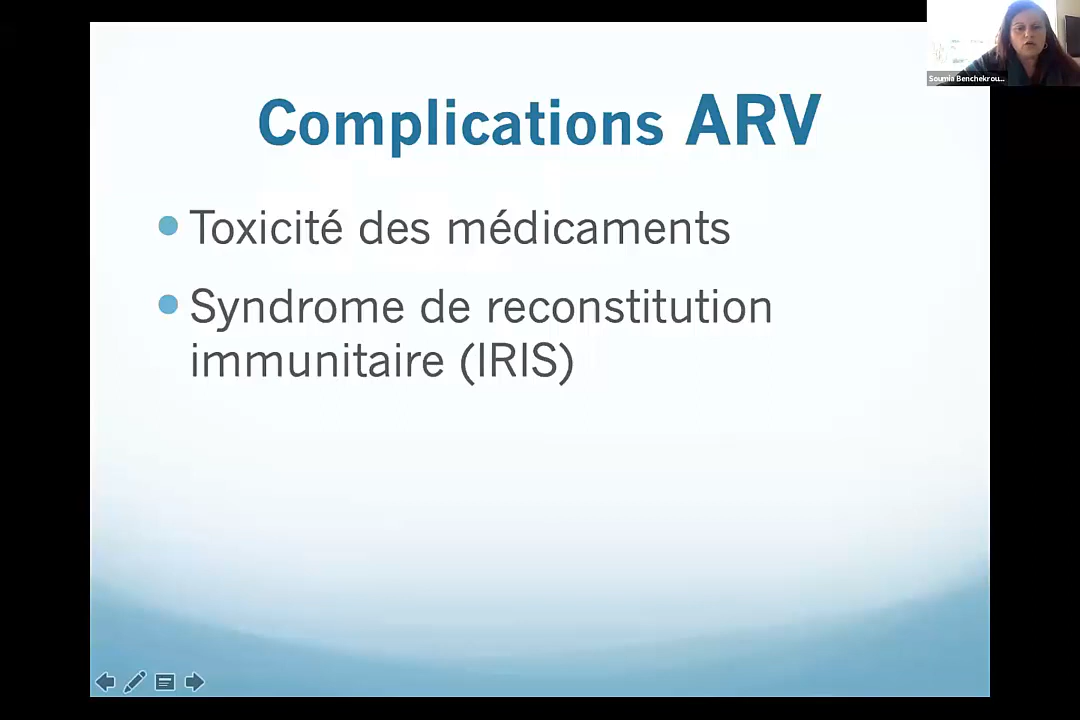 Complications ARV
Toxicité des médicaments
Syndrome de reconstitution
immunitaire (IRIS)
Soumia Benchekrou...